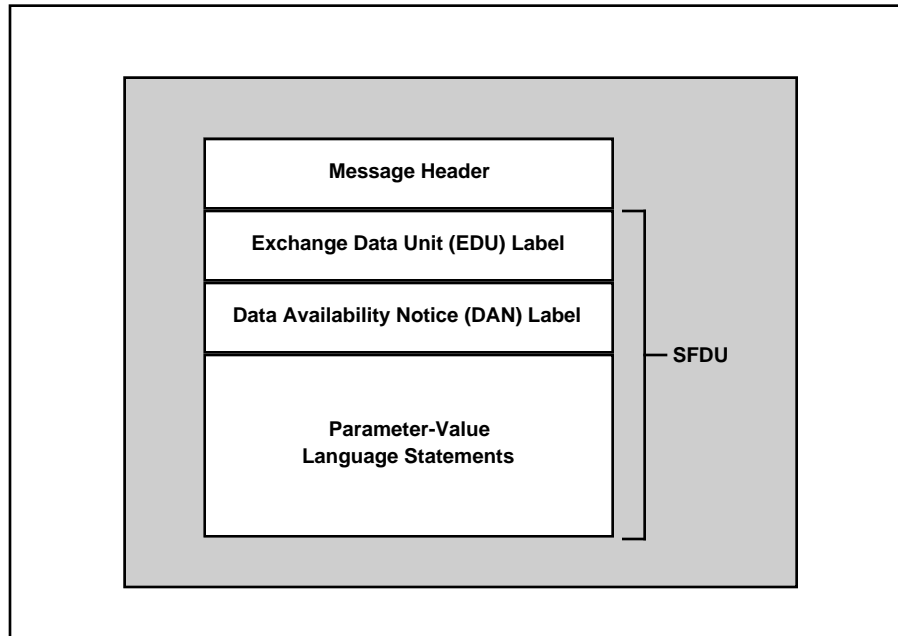 Message Header
Exchange Data Unit (EDU) Label
Data Availability Notice (DAN) Label
SFDU
Parameter-Value
Language Statements